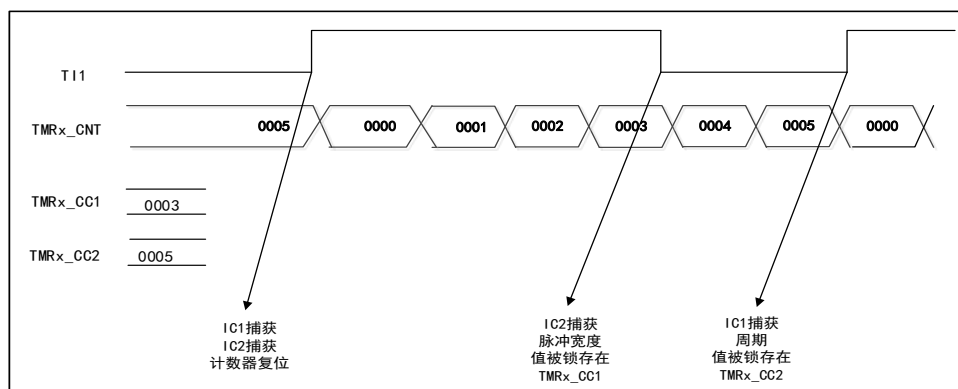 TI1
TMRx_CNT
0005 0000 0001 0002 0003 0004 0005 0000
TMRx_CC1
0003
TMRx_CC2
0005
IC1捕获
IC2捕获
计数器复位
IC2捕获
脉冲宽度
值被锁存在
TMRx_CC1
IC1捕获
周期
值被锁存在
TMRx_CC2